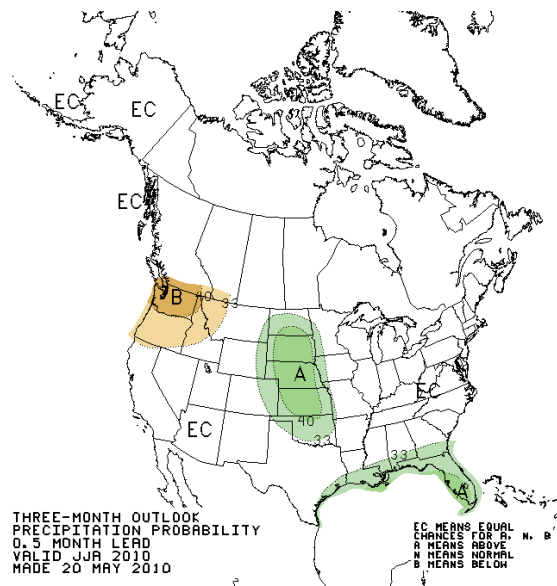 EC
EC
EC
B
40
33
A
EC
EC
40
33
33
A
THREE-MONTH OUTLOOK
PRECIPITATION PROBABILITY
0.5 MONTH LEAD
VALID JJA 2010
MADE 20 MAY 2010
EC MEANS EQUAL
CHANCES FOR A, N, B
A MEANS ABOVE
N MEANS NORMAL
B MEANS BELOW